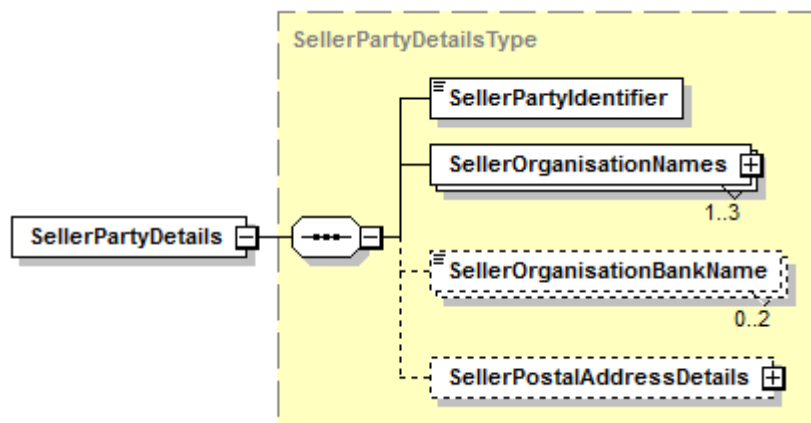 SellerPartyDetailsType
SellerPartyIdentifier
SellerOrganisationNames
1..3
SellerPartyDetails
SellerOrganisationBankName
0..2
SellerPostalAddressDetails